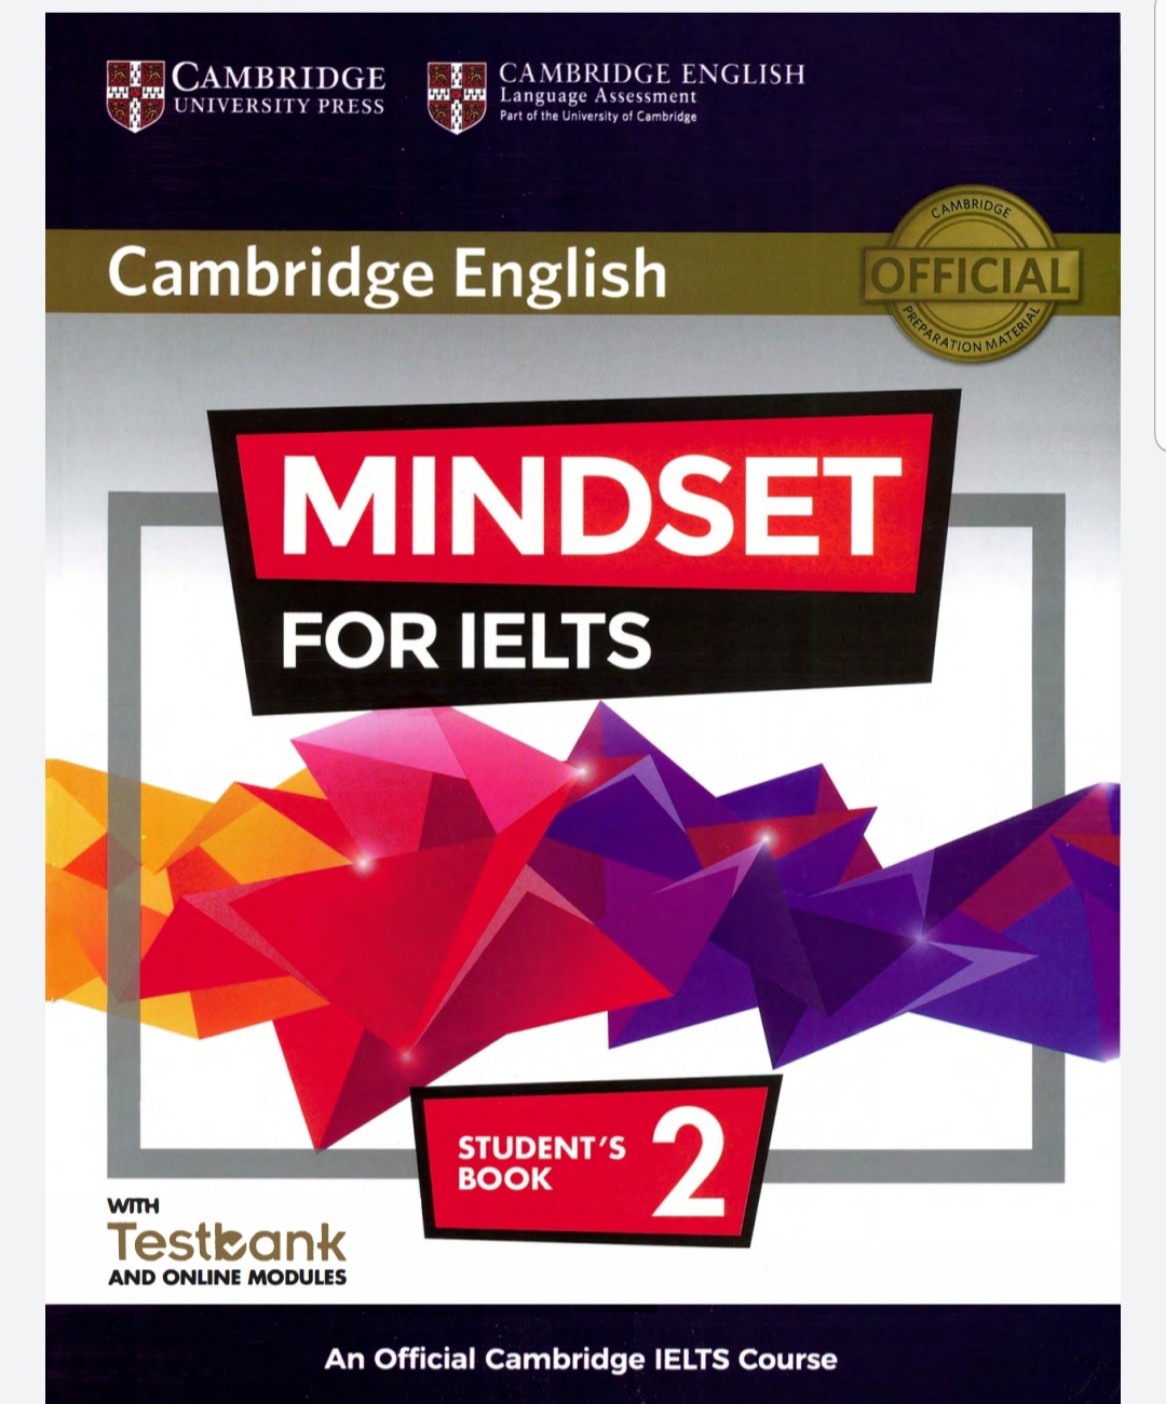 CAMBRIDGE
UNIVERSITY PRESS
CAMBRIDGE ENGLISH
Language Assessment
Part of the University of Cambridge
Cambridge English
CAMBRIDGE
OFFICIAL
PREPARATION MATERIAL
MINDSET
FOR IELTS
STUDENT'S
BOOK
2
WITH
Testbank
AND ONLINE MODULES
An Official Cambridge IELTS Course